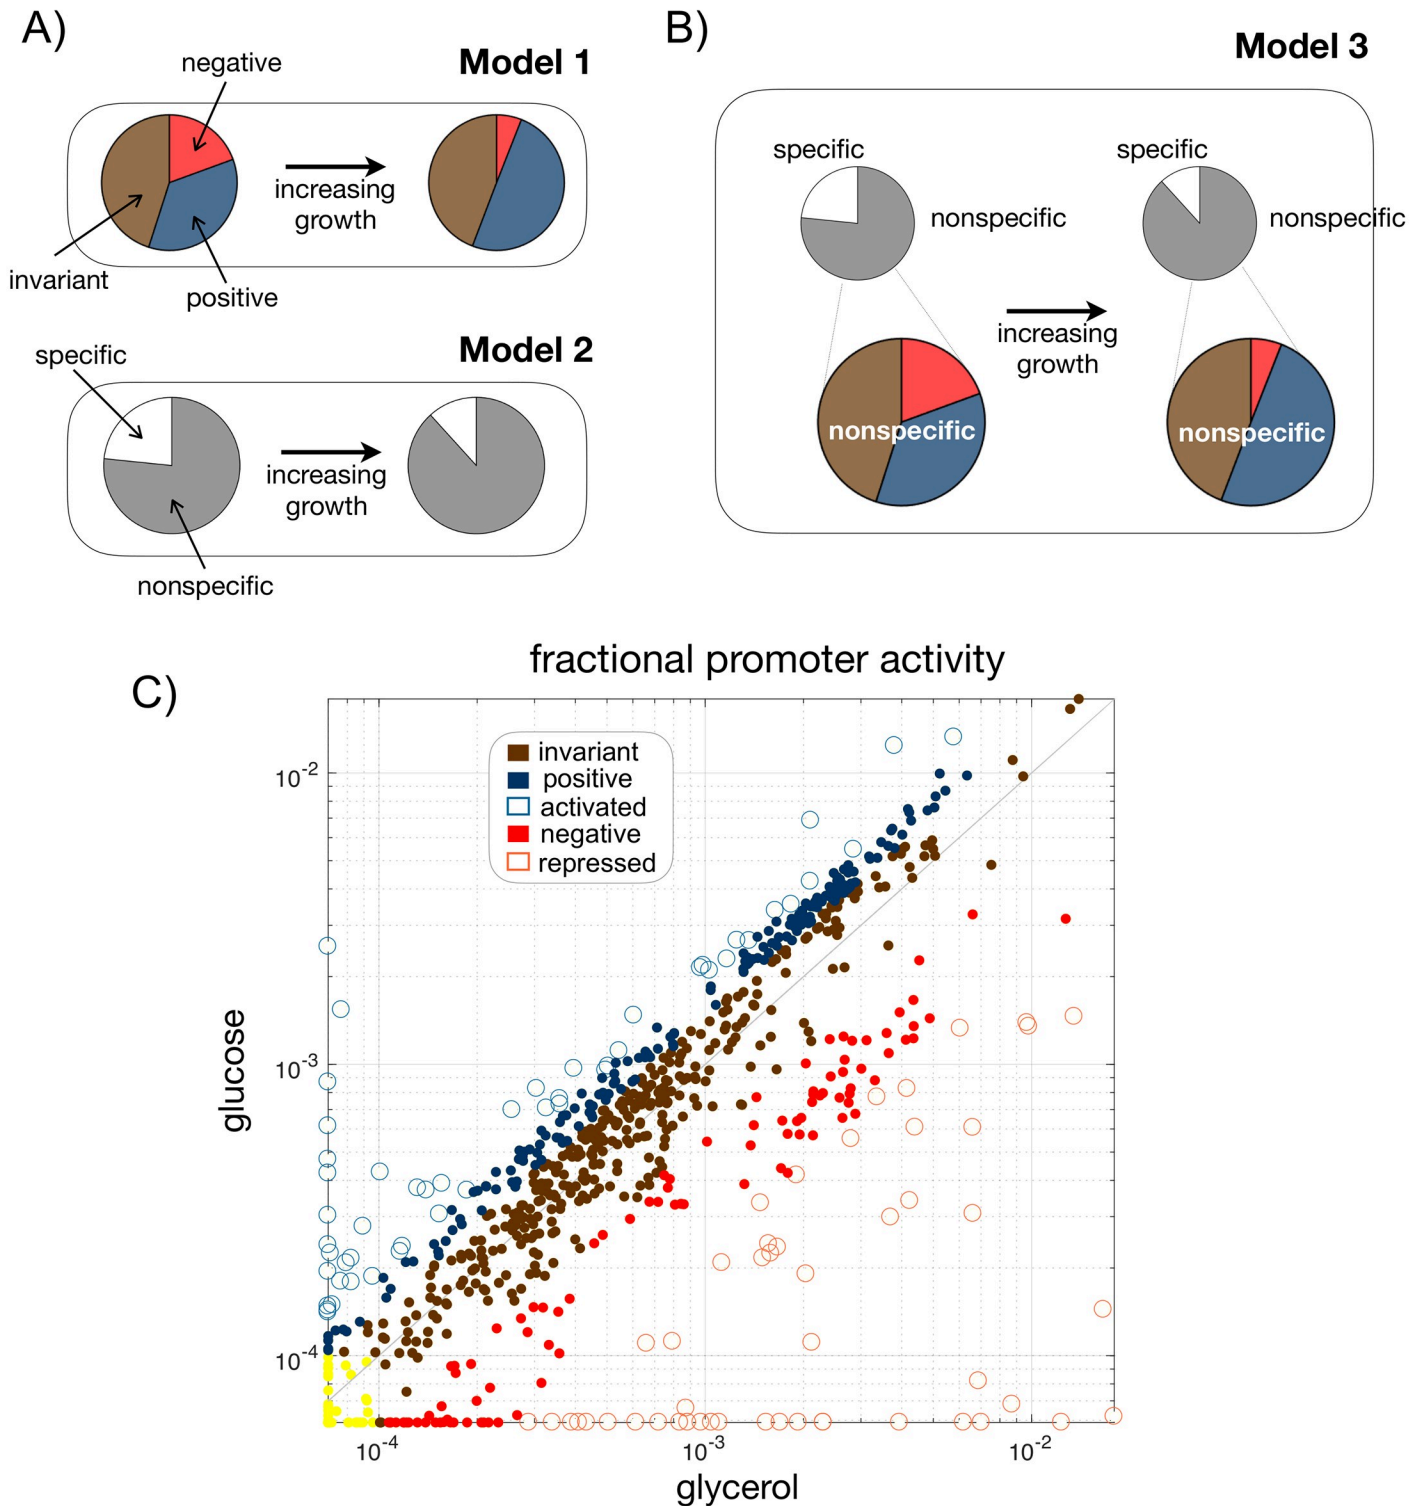 A)
Model 1
negative
increasing
growth
invariant
positive
Model 2
specific
increasing
growth
nonspecific
B)
Model 3
specific
nonspecific
specific
nonspecific
increasing
growth
nonspecific
nonspecific
C)
fractional promoter activity
invariant
positive
activated
negative
repressed
10-2
10-3
10-4
glucose
10-4
10-3
10-2
glycerol